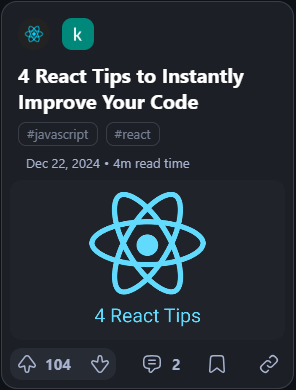 k
4 React Tips to Instantly
Improve Your Code
#javascript #react
Dec 22, 2024 • 4m read time
4 React Tips
104 2